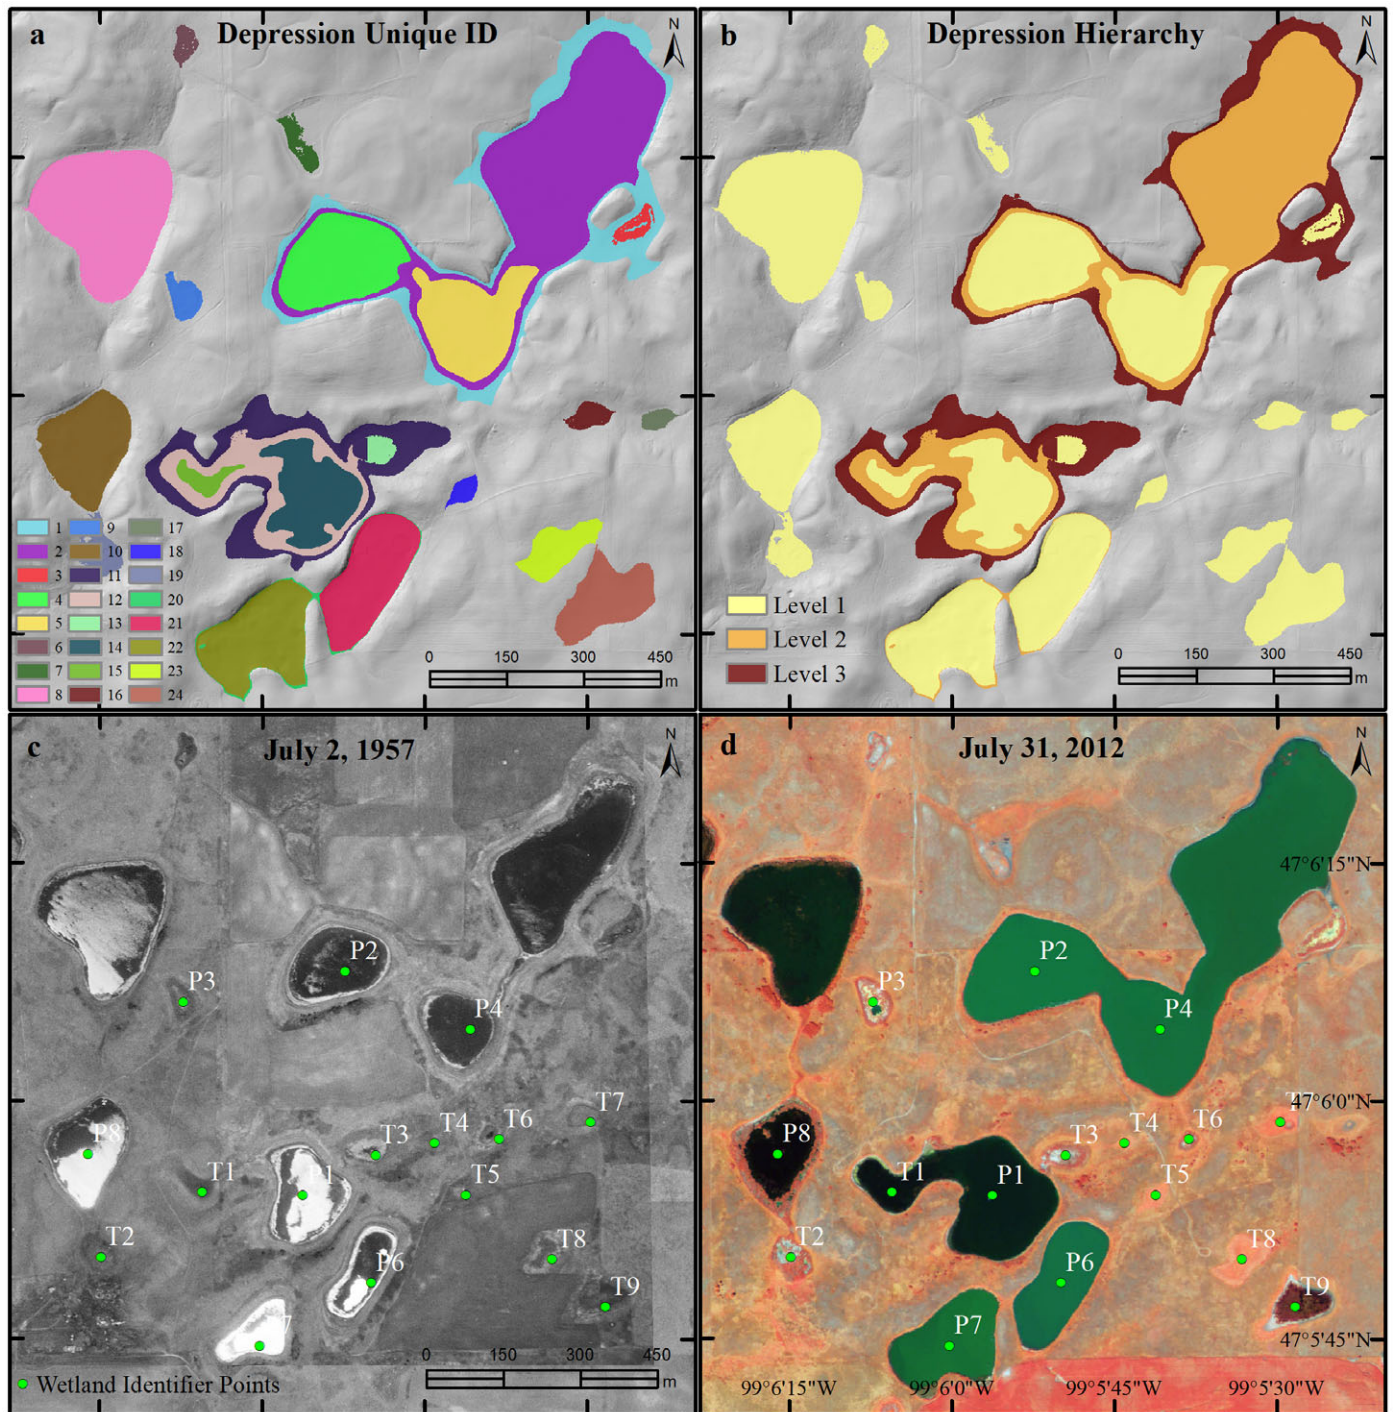 a
Depression Unique ID
N
1 9 17
2 10 18
3 11 19
4 12 20
5 13 21
6 14 22
7 15 23
8 16 24
0 150 300 450
m
b
Depression Hierarchy
N
Level 1
Level 2
Level 3
0 150 300 450
m
c
July 2, 1957
N
P2
P3
P4
T7
T6
T4
T3
P8
P1
T1
T5
T2
T8
P6
T9
7
0 150 300 450
m
Wetland Identifier Points
d
July 31, 2012
N
47°6'15"N
P2
P3
P4
47°6'0"N
T6
T4
T3
P8
T1
P1
T5
T2
T8
P6
T9
P7
47°5'45"N
99°6'15"W 99°6'0"W 99°5'45"W 99°5'30"W